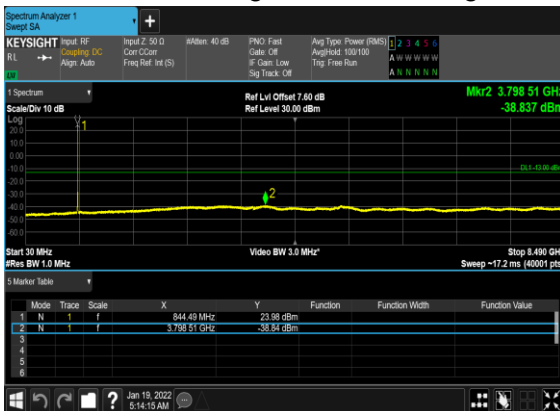 Spectrum Analyzer 1
Swept SA
KEYSIGHT Input: RF Input Z: 50 Ω #Atten: 40 dB PNO: Fast Avg Type: Power (RMS) 1 2 3 4 5 6
RL Coupling: DC Corr CCorr Gate: Off Avg|Hold: 100/100 A W W W W W
Align: Auto Freq Ref: Int (S) IF Gain: Low Trig: Free Run
Sig Track: Off A N N N N N
LV
1 Spectrum Ref Lvl Offset 7.60 dB Mkr2 3.798 51 GHz
Scale/Div 10 dB Ref Level 30.00 dBm -38.837 dBm
Log
20.0 1
10.0
0.00
-10.0 DL1 -13.00 dBm
-20.0
-30.0 2
-40.0
-50.0
-60.0
Start 30 MHz Video BW 3.0 MHz* Stop 8.490 GHz
#Res BW 1.0 MHz Sweep ~17.2 ms (40001 pts)
5 Marker Table
Mode Trace Scale X Y Function Function Width Function Value
1 N 1 f 844.49 MHz 23.98 dBm
2 N 1 f 3.798 51 GHz -38.84 dBm
3
4
5
6
? Jan 19, 2022
5:14:15 AM